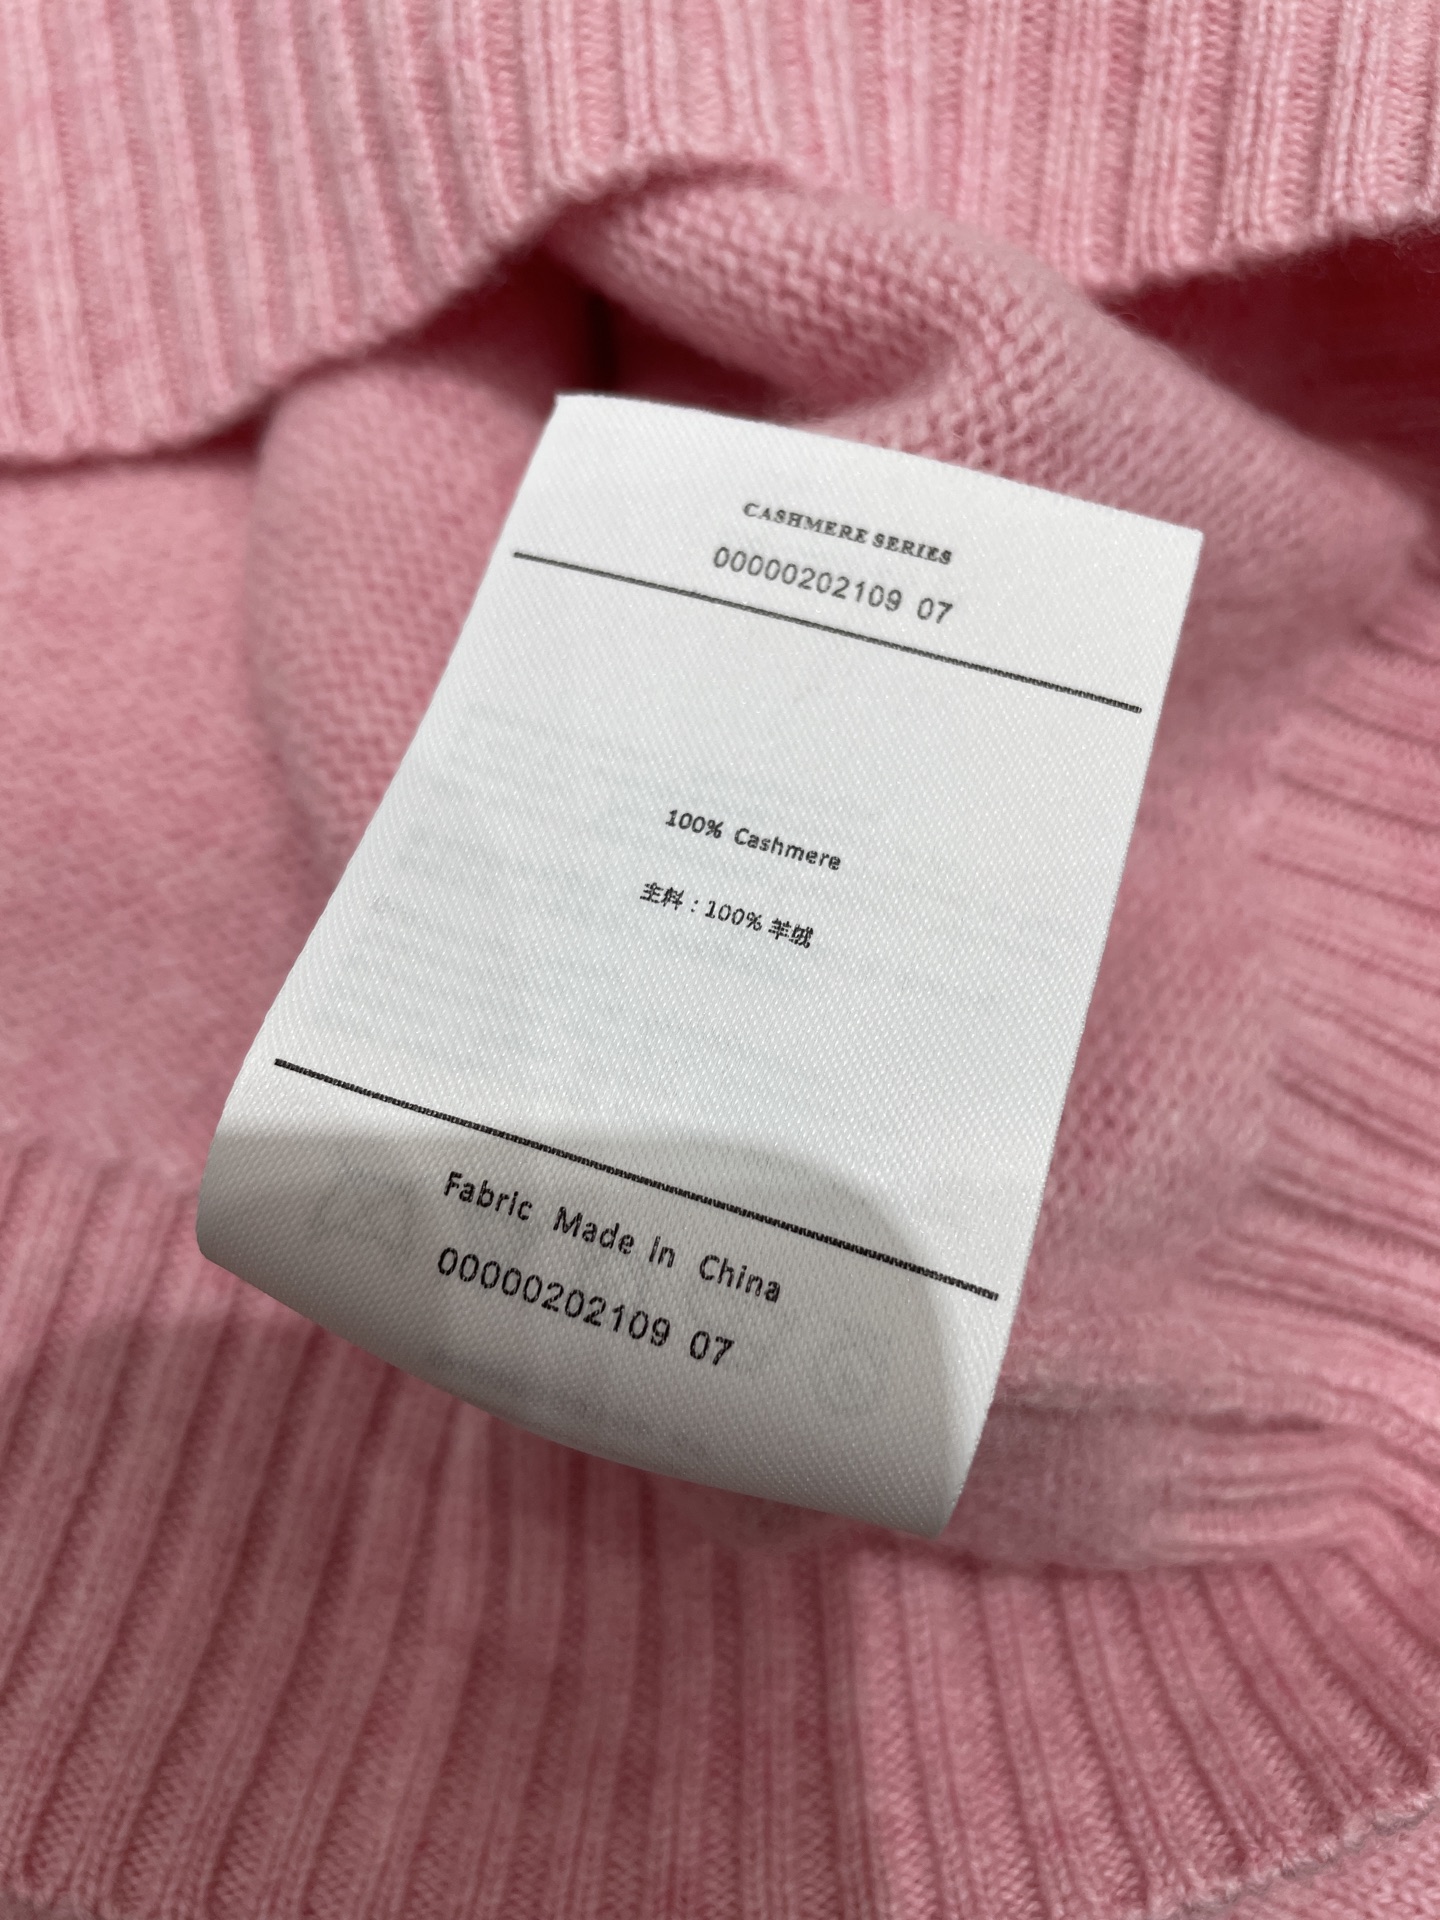 CASHMERE SERIES
00000202109 07
100% Cashmere
主料：100% 羊绒
Fabric Made in China
00000202109 07